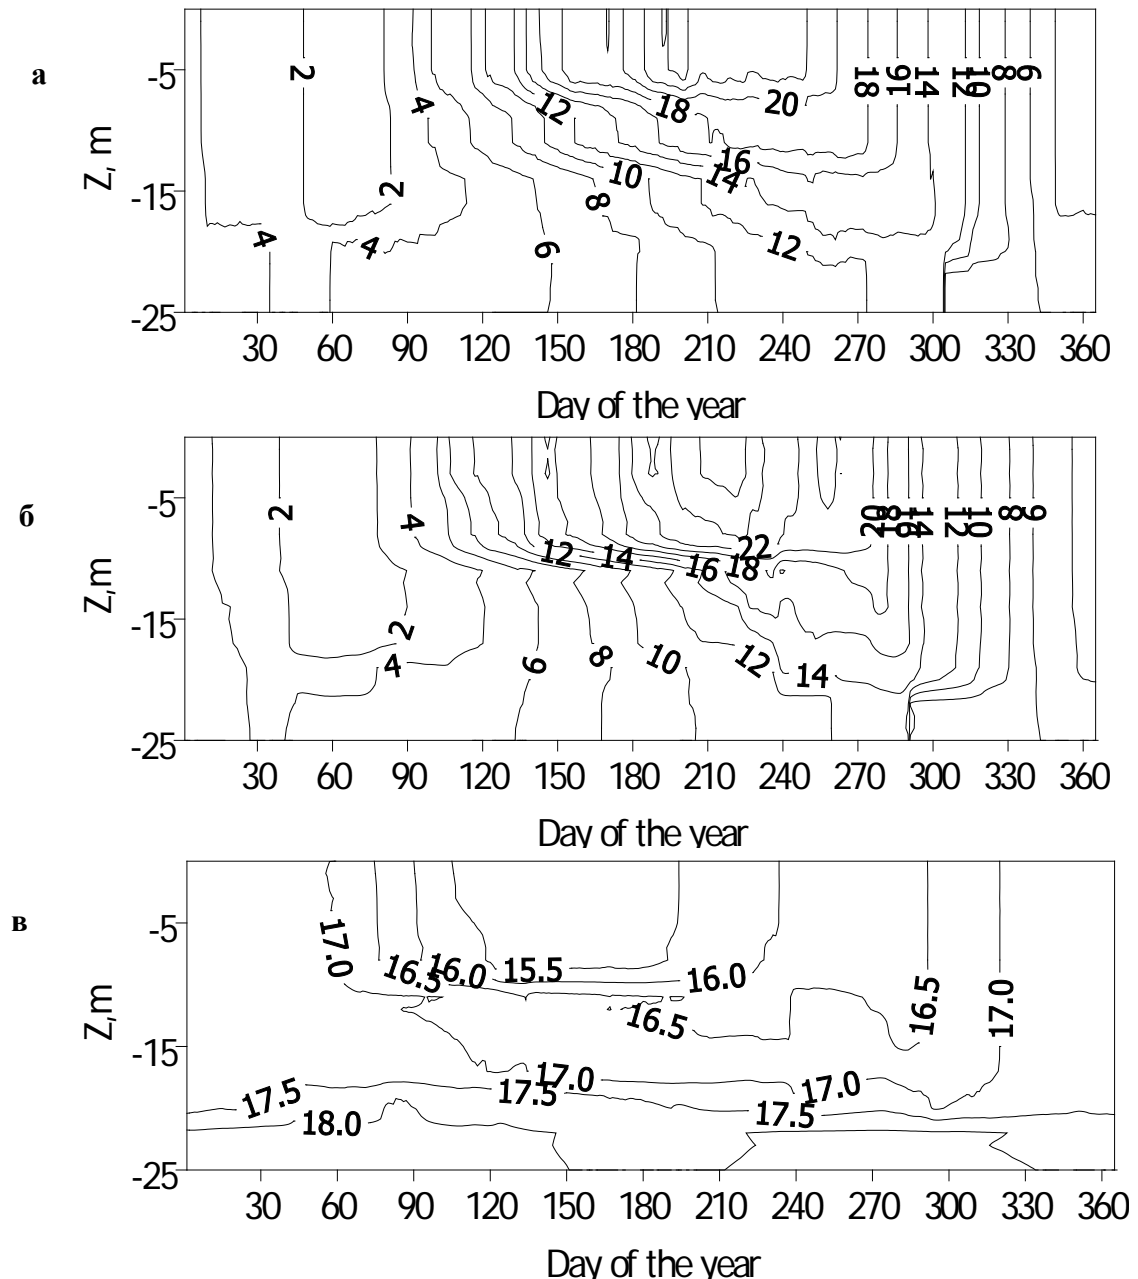 а
Z, m
-5
-15
-25
2 2 4 4 4 12 18 20 16 14 10 8 6 12 18 16 14 12 10 8 6
30 60 90 120 150 180 210 240 270 300 330 360
Day of the year
б
Z,m
-5
-15
-25
2 4 2 4 12 14 16 18 22 6 8 10 12 14 20 18 16 14 12 10 8 6
30 60 90 120 150 180 210 240 270 300 330 360
Day of the year
в
Z,m
-5
-15
-25
17.0 16.5 16.0 15.5 16.0 16.5 16.5 17.0
17.5 18.0 17.0 17.5 17.0 17.5
30 60 90 120 150 180 210 240 270 300 330 360
Day of the year